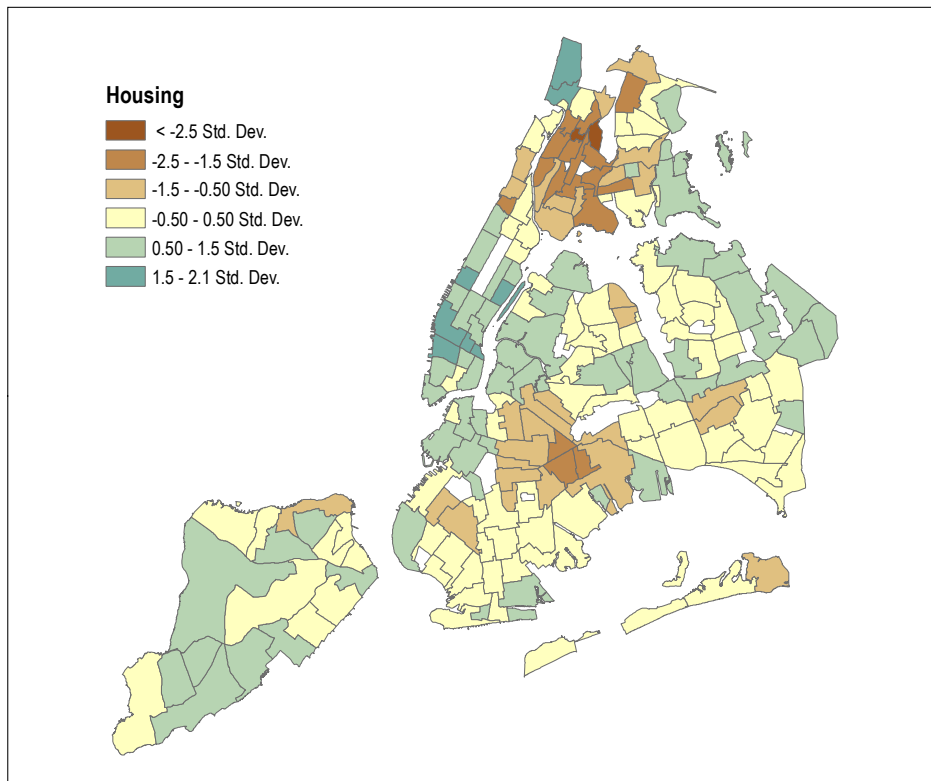 Housing
< -2.5 Std. Dev.
-2.5 - -1.5 Std. Dev.
-1.5 - -0.50 Std. Dev.
-0.50 - 0.50 Std. Dev.
0.50 - 1.5 Std. Dev.
1.5 - 2.1 Std. Dev.